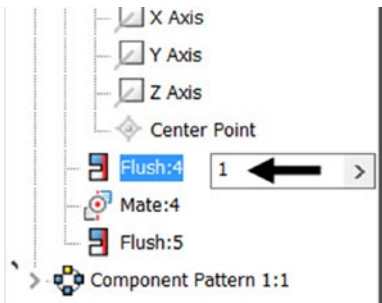 X Axis
Y Axis
Z Axis
Center Point
Flush:4 1
Mate:4
Flush:5
Component Pattern 1:1